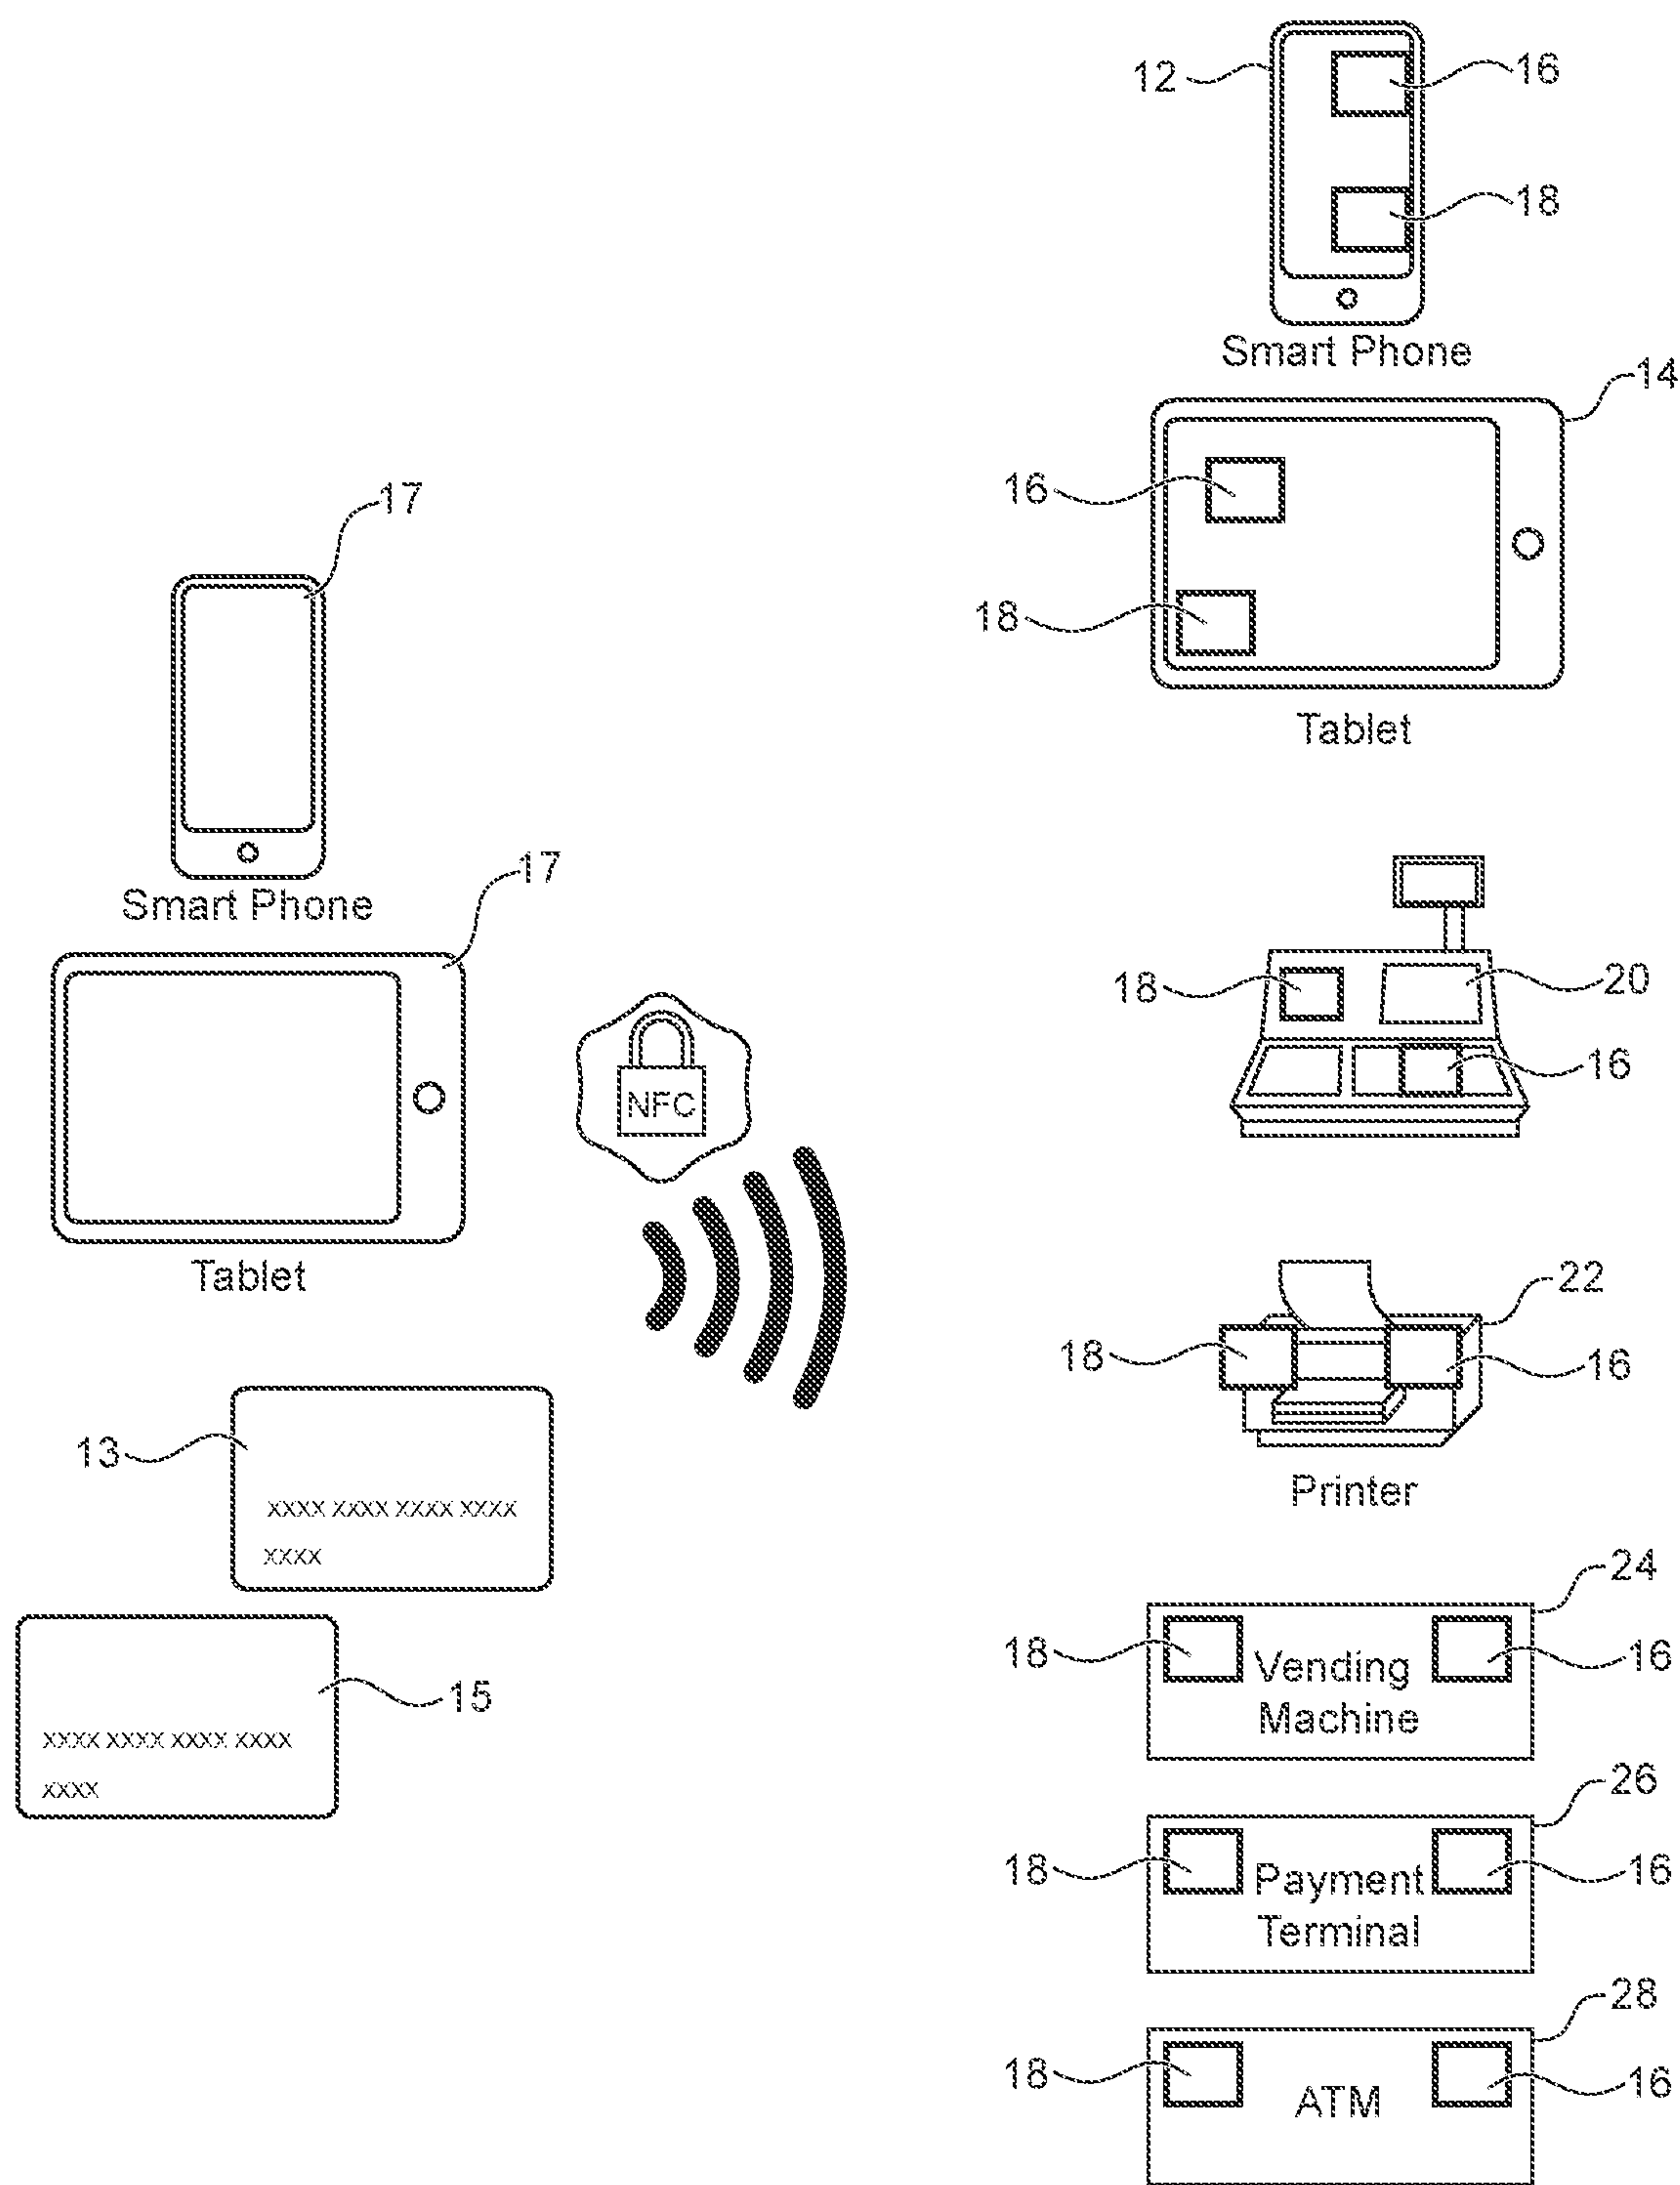 12
16
18
Smart Phone
14
16
18
Tablet
17
Smart Phone
17
Tablet
NFC
18
20
16
22
18
16
Printer
13
XXXX XXXX XXXX XXXX
XXXX
15
XXXX XXXX XXXX XXXX
XXXX
24
18
16
Vending
Machine
26
18
16
Payment
Terminal
28
18
16
ATM